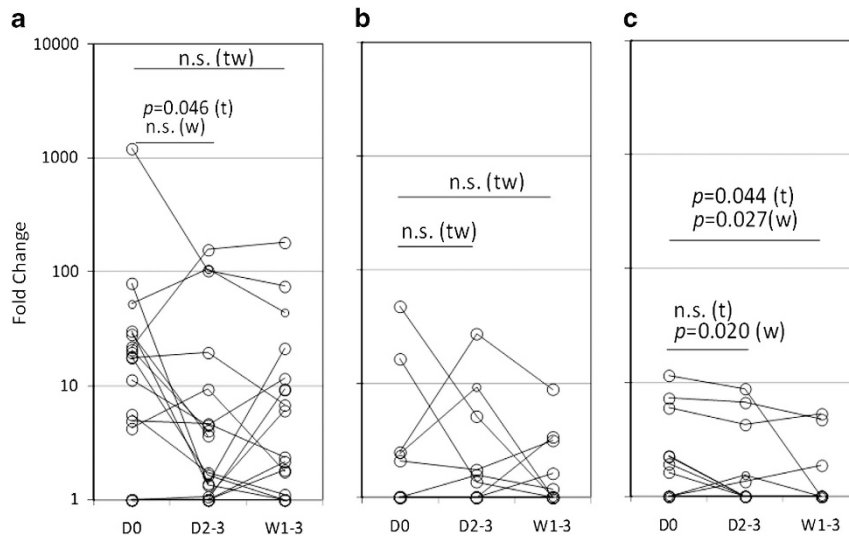 a
b
c
10000
1000
100
10
1
Fold Change
n.s. (tw)
p=0.046 (t)
n.s. (w)
D0
D2-3
W1-3
n.s. (tw)
n.s. (tw)
D0
D2-3
W1-3
p=0.044 (t)
p=0.027(w)
n.s. (t)
p=0.020 (w)
D0
D2-3
W1-3